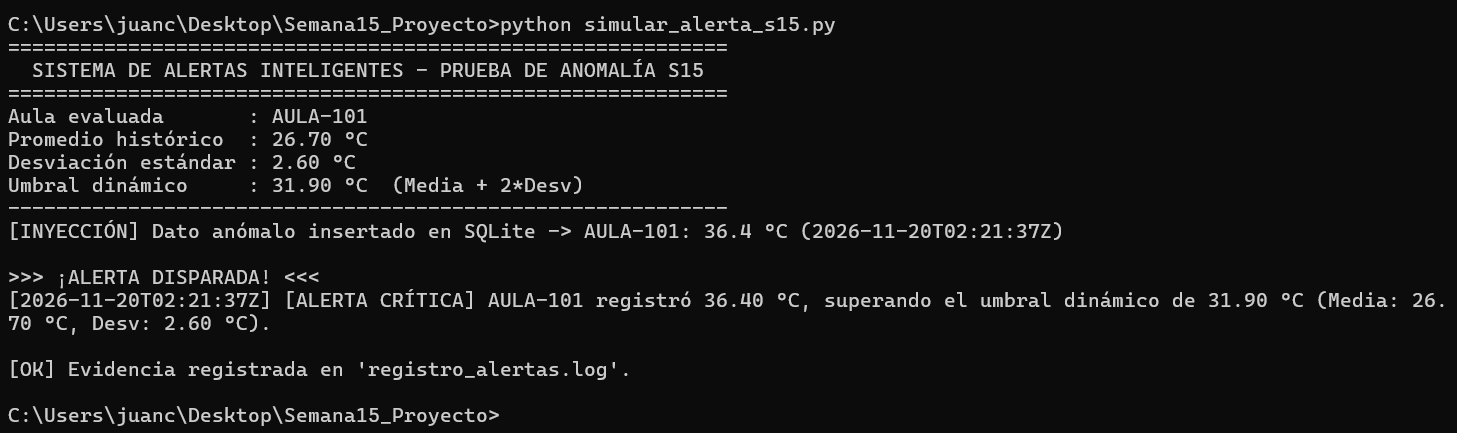 C:\Users\juanc\Desktop\Semana15_Proyecto>python simular_alerta_s15.py
============================================================
  SISTEMA DE ALERTAS INTELIGENTES - PRUEBA DE ANOMALÍA S15
============================================================
Aula evaluada       : AULA-101
Promedio histórico  : 26.70 °C
Desviación estándar : 2.60 °C
Umbral dinámico     : 31.90 °C  (Media + 2*Desv)
------------------------------------------------------------
[INYECCIÓN] Dato anómalo insertado en SQLite -> AULA-101: 36.4 °C (2026-11-20T02:21:37Z)
>>> ¡ALERTA DISPARADA! <<<
[2026-11-20T02:21:37Z] [ALERTA CRÍTICA] AULA-101 registró 36.40 °C, superando el umbral dinámico de 31.90 °C (Media: 26.
70 °C, Desv: 2.60 °C).
[OK] Evidencia registrada en 'registro_alertas.log'.
C:\Users\juanc\Desktop\Semana15_Proyecto>